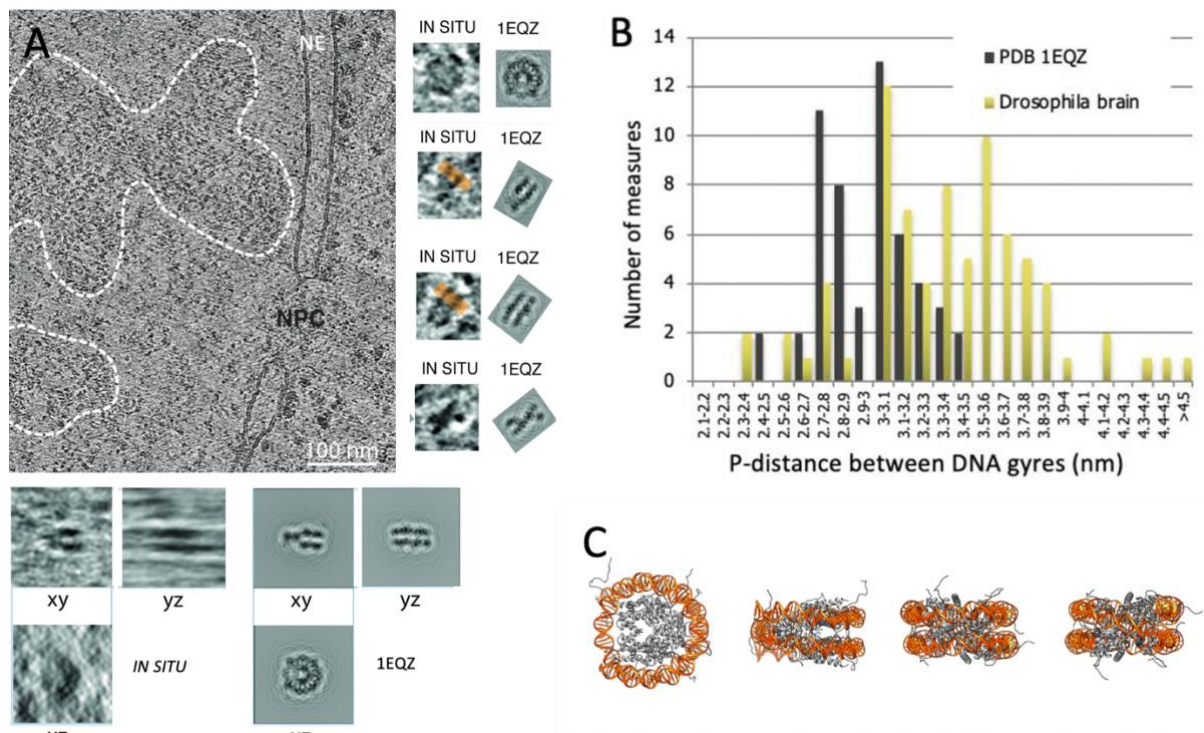 A
NE
NPC
100 nm
IN SITU 1EQZ
IN SITU 1EQZ
IN SITU 1EQZ
IN SITU 1EQZ
B
14
12
10
8
6
4
2
0
Number of measures
PDB 1EQZ
Drosophila brain
2.1-2.2
2.2-2.3
2.3-2.4
2.4-2.5
2.5-2.6
2.6-2.7
2.7-2.8
2.8-2.9
2.9-3
3-3.1
3.1-3.2
3.2-3.3
3.3-3.4
3.4-3.5
3.5-3.6
3.6-3.7
3.7-3.8
3.8-3.9
3.9-4
4-4.1
4.1-4.2
4.2-4.3
4.3-4.4
4.4-4.5
>4.5
P-distance between DNA gyres (nm)
xy yz xy yz
IN SITU 1EQZ
C